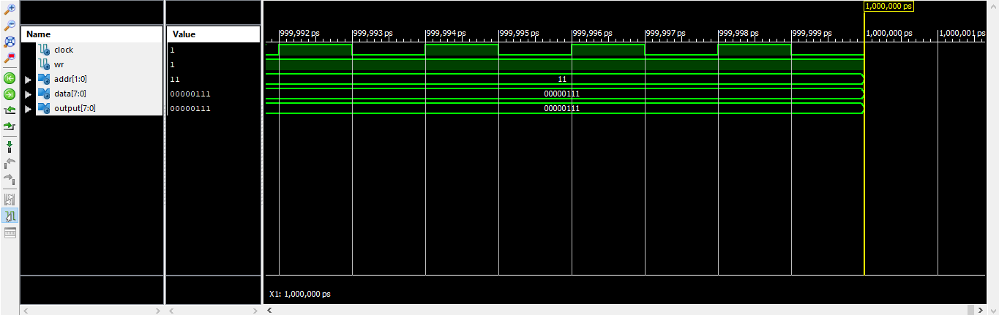 1,000,000 ps
Name Value
999,992 ps 999,993 ps 999,994 ps 999,995 ps 999,996 ps 999,997 ps 999,998 ps 999,999 ps 1,000,000 ps 1,000,001 ps
clock 1
wr 1
addr[1:0] 11 11
data[7:0] 00000111 00000111
output[7:0] 00000111 00000111
X1: 1,000,000 ps